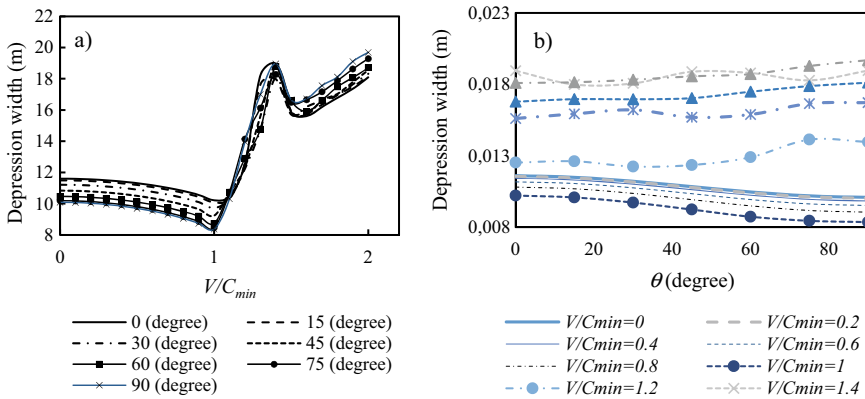 a)
Depression width (m)
22
20
18
16
14
12
10
8
0
1
2
V/Cmin
0 (degree)
15 (degree)
30 (degree)
45 (degree)
60 (degree)
75 (degree)
90 (degree)
b)
Depression width (m)
0,023
0,018
0,013
0,008
0
20
40
60
80
θ (degree)
V/Cmin=0
V/Cmin=0.2
V/Cmin=0.4
V/Cmin=0.6
V/Cmin=0.8
V/Cmin=1
V/Cmin=1.2
V/Cmin=1.4